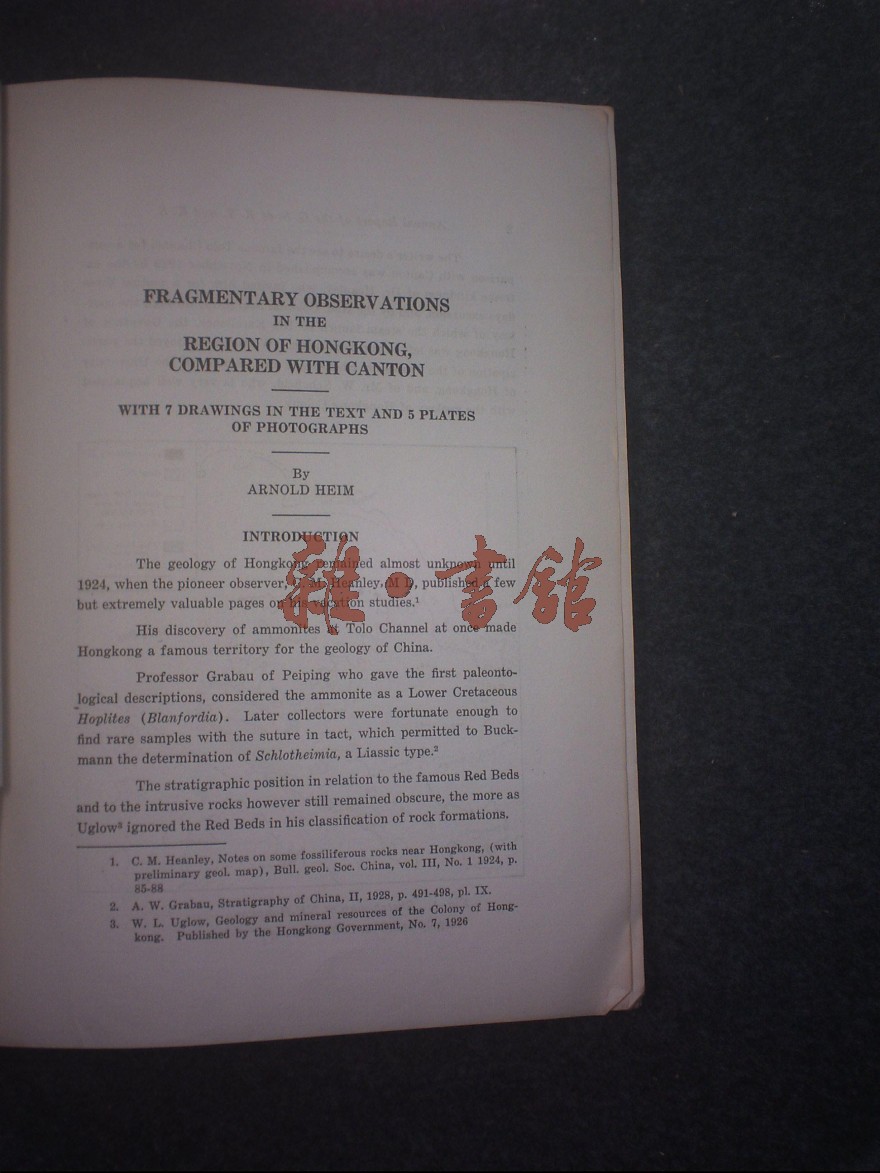 FRAGMENTARY OBSERVATIONS
IN THE
REGION OF HONGKONG,
COMPARED WITH CANTON
WITH 7 DRAWINGS IN THE TEXT AND 5 PLATES
OF PHOTOGRAPHS
By
ARNOLD HEIM
INTRODUCTION
The geology of Hongkong remained almost unknown until
1924, when the pioneer observer, C. M. Heanley, M D, published a few
but extremely valuable pages on his vacation studies.¹
His discovery of ammonites at Tolo Channel at once made
Hongkong a famous territory for the geology of China.
Professor Grabau of Peiping who gave the first paleonto-
logical descriptions, considered the ammonite as a Lower Cretaceous
Hoplites (Blanfordia). Later collectors were fortunate enough to
find rare samples with the suture in tact, which permitted to Buck-
mann the determination of Schlotheimia, a Liassic type.²
The stratigraphic position in relation to the famous Red Beds
and to the intrusive rocks however still remained obscure, the more as
Uglow³ ignored the Red Beds in his classification of rock formations.
1. C. M. Heanley, Notes on some fossiliferous rocks near Hongkong, (with
preliminary geol. map), Bull. geol. Soc. China, vol. III, No. 1 1924, p.
85-88
2. A. W. Grabau, Stratigraphy of China, II, 1928, p. 491-498, pl. IX.
3. W. L. Uglow, Geology and mineral resources of the Colony of Hong-
kong. Published by the Hongkong Government, No. 7, 1926
雜·書館